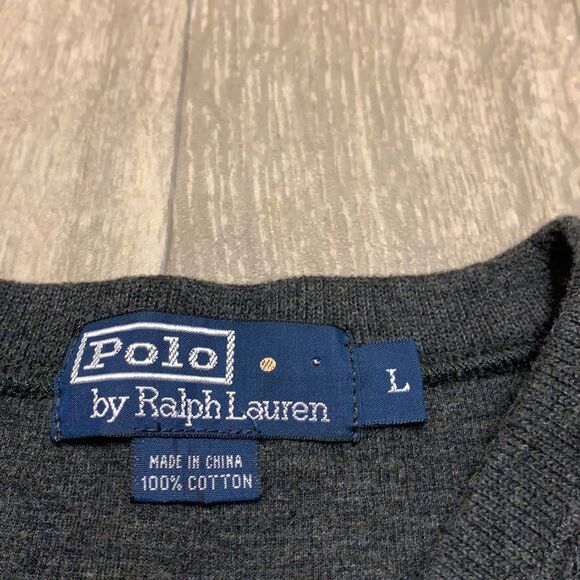 Polo
by Ralph Lauren
L
MADE IN CHINA
100% COTTON